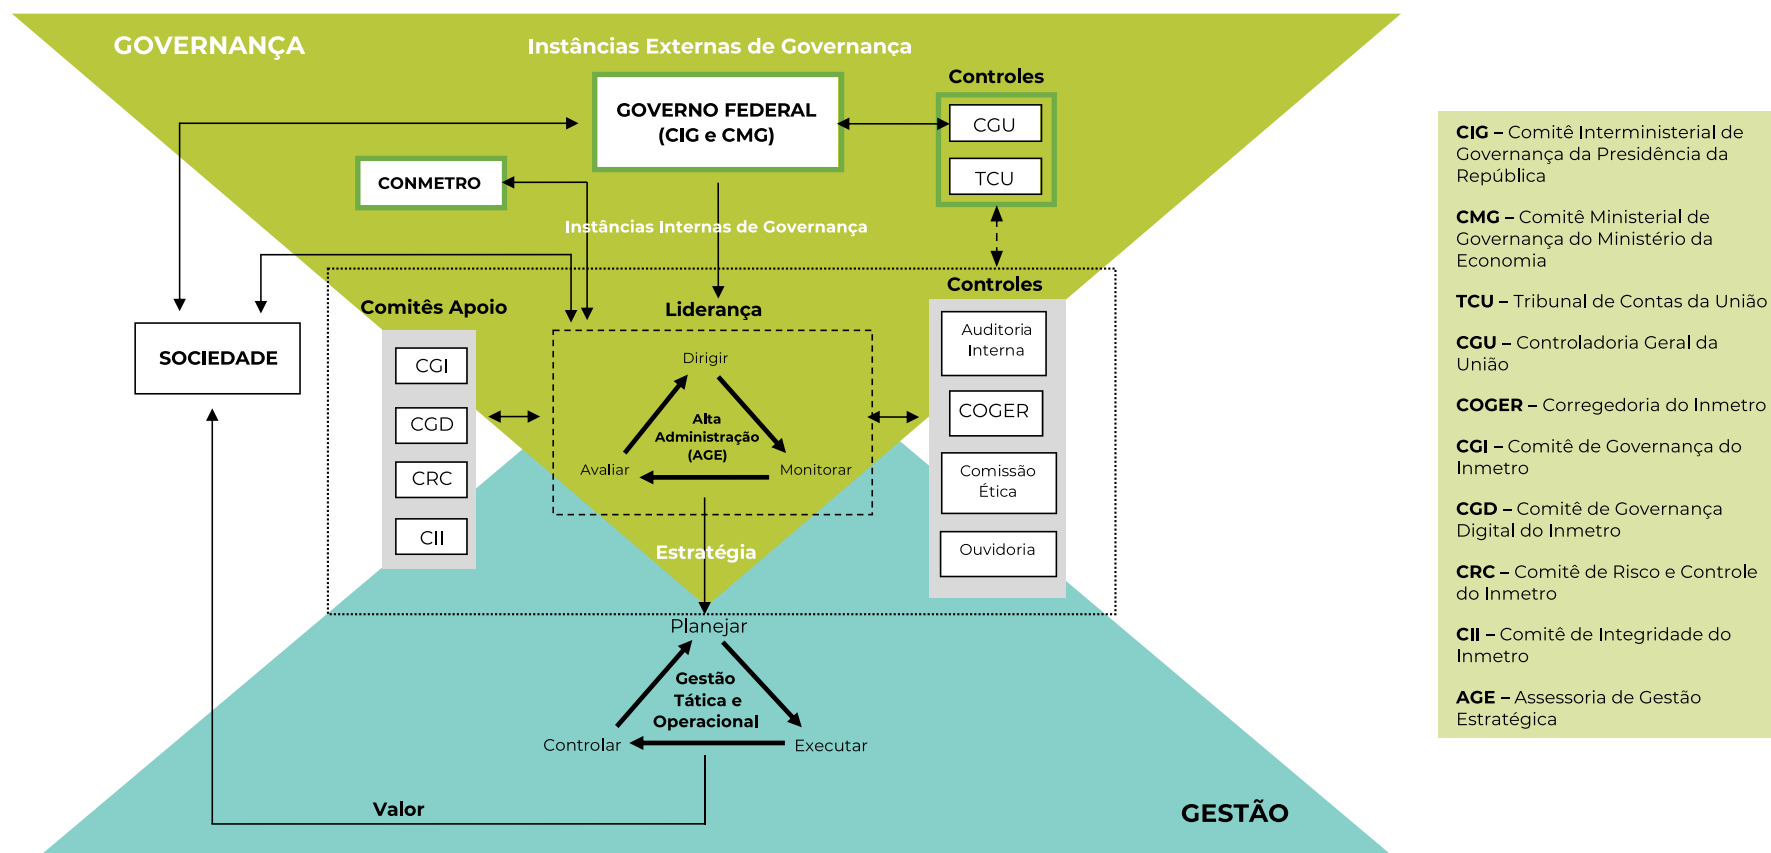 GOVERNANÇA
Instâncias Externas de Governança
Controles
GOVERNO FEDERAL
(CIG e CMG)
CGU
TCU
CONMETRO
Instâncias Internas de Governança
Controles
Comitês Apoio
Liderança
SOCIEDADE
CGI
CGD
CRC
CII
Dirigir
Alta
Administração
(AGE)
Avaliar
Monitorar
Auditoria
Interna
COGER
Comissão
Ética
Ouvidoria
Estratégia
Planejar
Gestão
Tática e
Operacional
Controlar
Executar
Valor
GESTÃO
CIG – Comitê Interministerial de
Governança da Presidência da
República
CMG – Comitê Ministerial de
Governança do Ministério da
Economia
TCU – Tribunal de Contas da União
CGU – Controladoria Geral da
União
COGER – Corregedoria do Inmetro
CGI – Comitê de Governança do
Inmetro
CGD – Comitê de Governança
Digital do Inmetro
CRC – Comitê de Risco e Controle
do Inmetro
CII – Comitê de Integridade do
Inmetro
AGE – Assessoria de Gestão
Estratégica